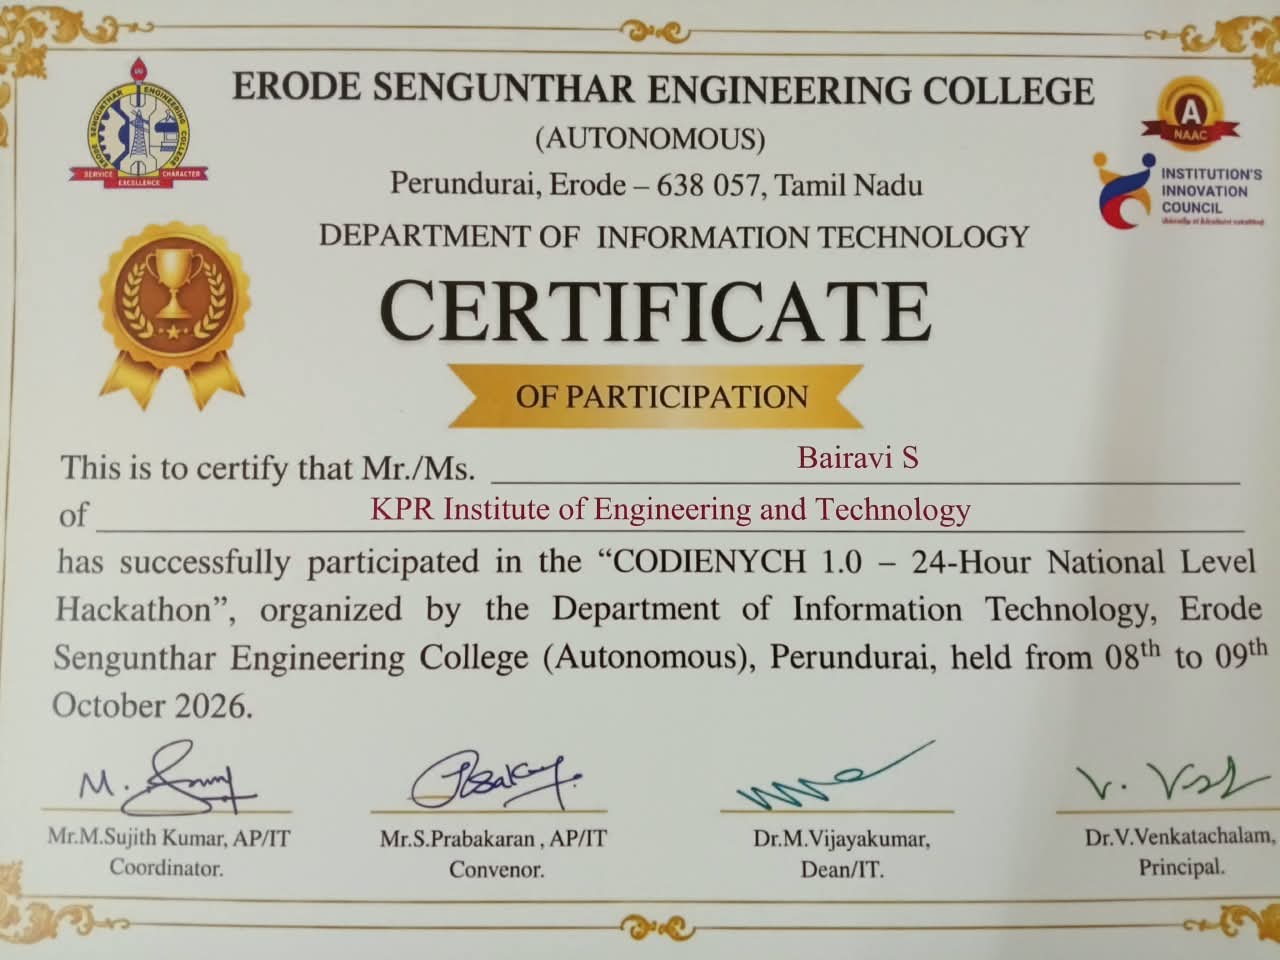 ERODE SENGUNTHAR ENGINEERING COLLEGE
(AUTONOMOUS)
Perundurai, Erode – 638 057, Tamil Nadu
DEPARTMENT OF INFORMATION TECHNOLOGY
ERODE SENGUNTHAR ENGINEERING COLLEGE
SERVICE EXCELLENCE CHARACTER
A
NAAC
INSTITUTION'S
INNOVATION
COUNCIL
CERTIFICATE
OF PARTICIPATION
This is to certify that Mr./Ms. Bairavi S
of KPR Institute of Engineering and Technology
has successfully participated in the “CODIENYCH 1.0 – 24-Hour National Level
Hackathon”, organized by the Department of Information Technology, Erode
Sengunthar Engineering College (Autonomous), Perundurai, held from 08th to 09th
October 2026.
Mr.M.Sujith Kumar, AP/IT
Coordinator.
Mr.S.Prabakaran , AP/IT
Convenor.
Dr.M.Vijayakumar,
Dean/IT.
Dr.V.Venkatachalam,
Principal.